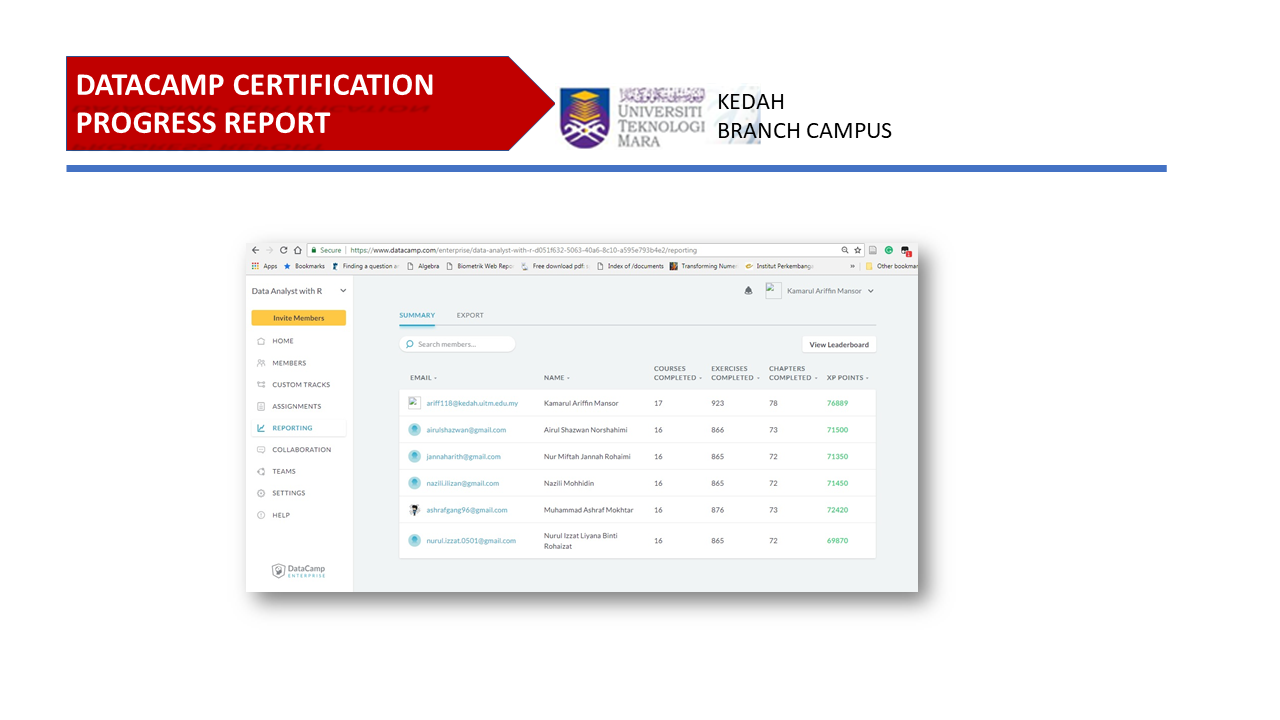 DATACAMP CERTIFICATION
PROGRESS REPORT
UNIVERSITI
TEKNOLOGI
MARA
KEDAH
BRANCH CAMPUS
Secure https://www.datacamp.com/enterprise/data-analyst-with-r-d051f632-5063-40a6-8c10-a595e793b4e2/reporting
Apps Bookmarks Finding a question a Algebra Biometrik Web Repo Free download pdf: Index of /documents Transforming Nume Institut Perkembang » Other bookmar
Data Analyst with R
Kamarul Ariffin Mansor
Invite Members
HOME
MEMBERS
CUSTOM TRACKS
ASSIGNMENTS
REPORTING
COLLABORATION
TEAMS
SETTINGS
HELP
DataCamp
ENTERPRISE
SUMMARY EXPORT
Search members...
View Leaderboard
EMAIL NAME COURSES COMPLETED EXERCISES COMPLETED CHAPTERS COMPLETED XP POINTS
ariff118@kedah.uitm.edu.my Kamarul Ariffin Mansor 17 923 78 76889
airulshazwan@gmail.com Airul Shazwan Norshahimi 16 866 73 71500
jannaharith@gmail.com Nur Miftah Jannah Rohaimi 16 865 72 71350
nazili.ilizan@gmail.com Nazili Mohhidin 16 865 72 71450
ashrafgang96@gmail.com Muhammad Ashraf Mokhtar 16 876 73 72420
nurul.izzat.0501@gmail.com Nurul Izzat Liyana Binti Rohaizat 16 865 72 69870